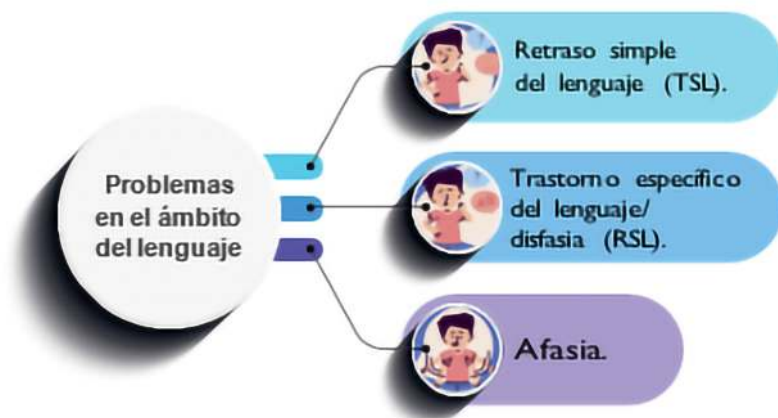 Problemas
en el ámbito
del lenguaje
Retraso simple
del lenguaje (TSL).
Trastorno específico
del lenguaje/
disfasia (RSL).
Afasia.